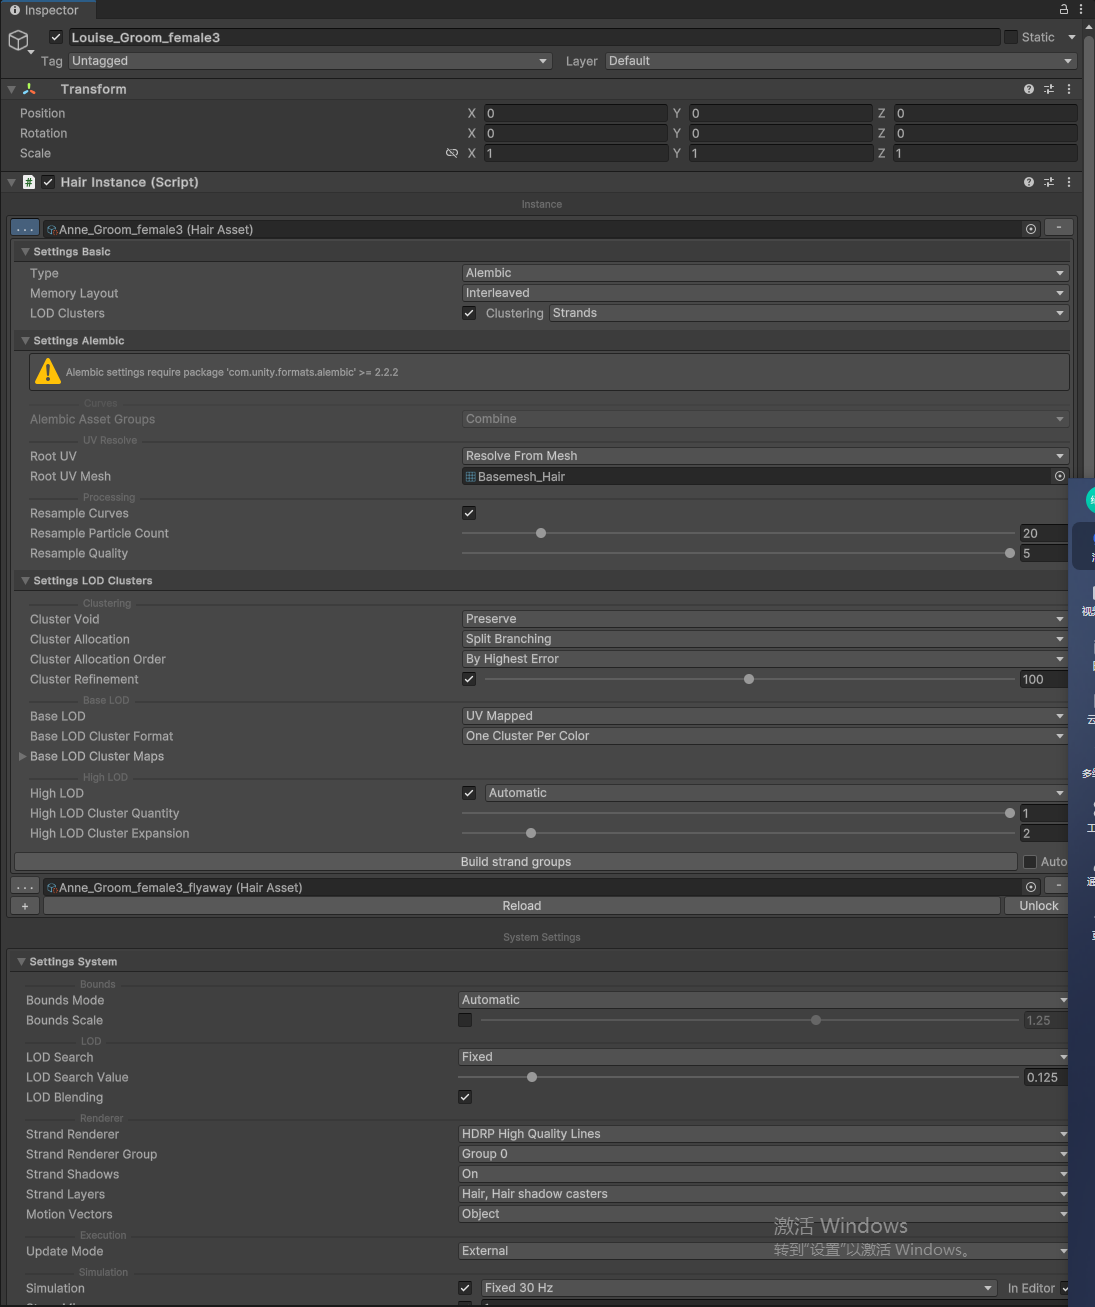 Inspector
Louise_Groom_female3
Static
Tag Untagged Layer Default
Transform
Position X 0 Y 0 Z 0
Rotation X 0 Y 0 Z 0
Scale X 1 Y 1 Z 1
# Hair Instance (Script)
Instance
... Anne_Groom_female3 (Hair Asset) -
Settings Basic
Type Alembic
Memory Layout Interleaved
LOD Clusters Clustering Strands
Settings Alembic
Alembic settings require package 'com.unity.formats.alembic' >= 2.2.2
Curves
Alembic Asset Groups Combine
UV Resolve
Root UV Resolve From Mesh
Root UV Mesh Basemesh_Hair
Processing
Resample Curves
Resample Particle Count 20
Resample Quality 5
Settings LOD Clusters
Clustering
Cluster Void Preserve
Cluster Allocation Split Branching
Cluster Allocation Order By Highest Error
Cluster Refinement 100
Base LOD
Base LOD UV Mapped
Base LOD Cluster Format One Cluster Per Color
Base LOD Cluster Maps
High LOD
High LOD Automatic
High LOD Cluster Quantity 1
High LOD Cluster Expansion 2
Build strand groups Auto
... Anne_Groom_female3_flyaway (Hair Asset) -
+ Reload Unlock
System Settings
Settings System
Bounds
Bounds Mode Automatic
Bounds Scale 1.25
LOD
LOD Search Fixed
LOD Search Value 0.125
LOD Blending
Renderer
Strand Renderer HDRP High Quality Lines
Strand Renderer Group Group 0
Strand Shadows On
Strand Layers Hair, Hair shadow casters
Motion Vectors Object
激活 Windows
Execution
Update Mode External
转到“设置”以激活 Windows。
Simulation
Simulation Fixed 30 Hz In Editor